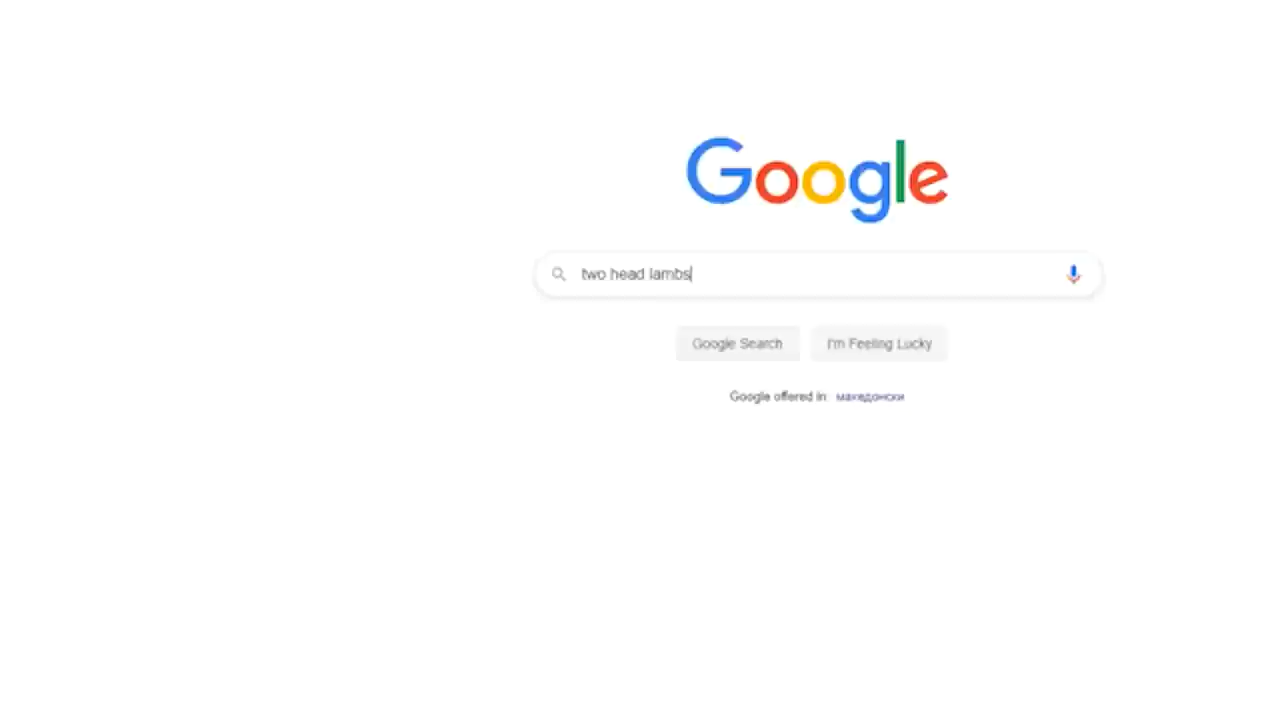 Google
two head lambs
Google Search
I'm Feeling Lucky
Google offered in: македонски